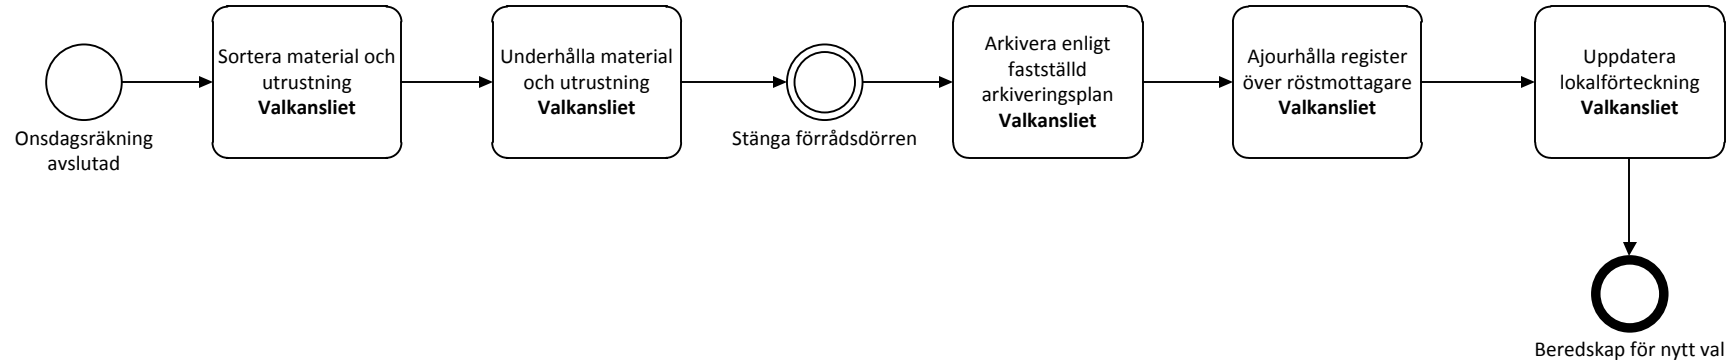 Onsdagsräkning
avslutad
Sortera material och
utrustning
Valkansliet
Underhålla material
och utrustning
Valkansliet
Stänga förrådsdörren
Arkivera enligt
fastställd
arkiveringsplan
Valkansliet
Ajourhålla register
över röstmottagare
Valkansliet
Uppdatera
lokalförteckning
Valkansliet
Beredskap för nytt val